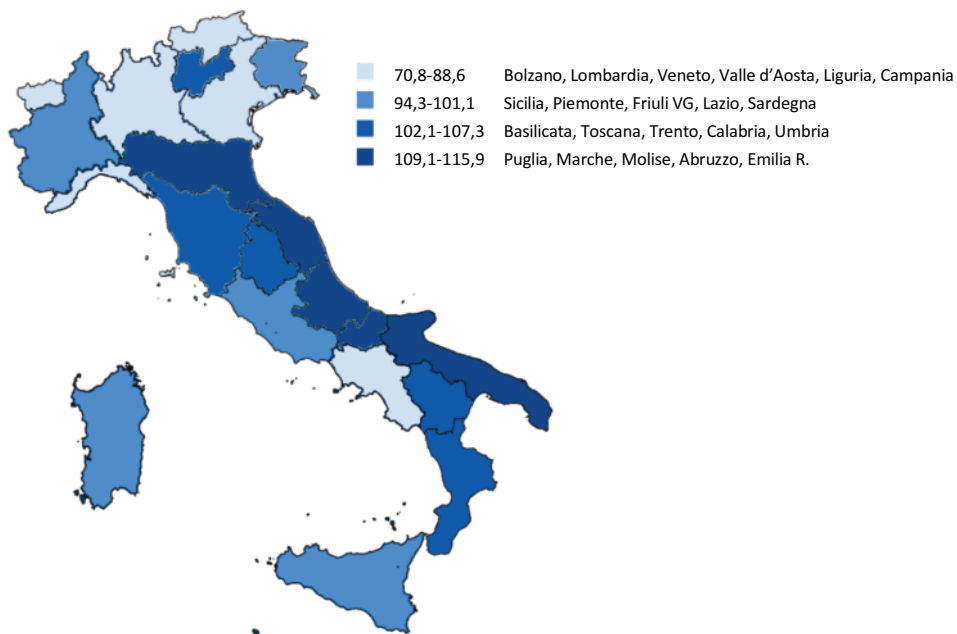 70,8-88,6 Bolzano, Lombardia, Veneto, Valle d’Aosta, Liguria, Campania
94,3-101,1 Sicilia, Piemonte, Friuli VG, Lazio, Sardegna
102,1-107,3 Basilicata, Toscana, Trento, Calabria, Umbria
109,1-115,9 Puglia, Marche, Molise, Abruzzo, Emilia R.